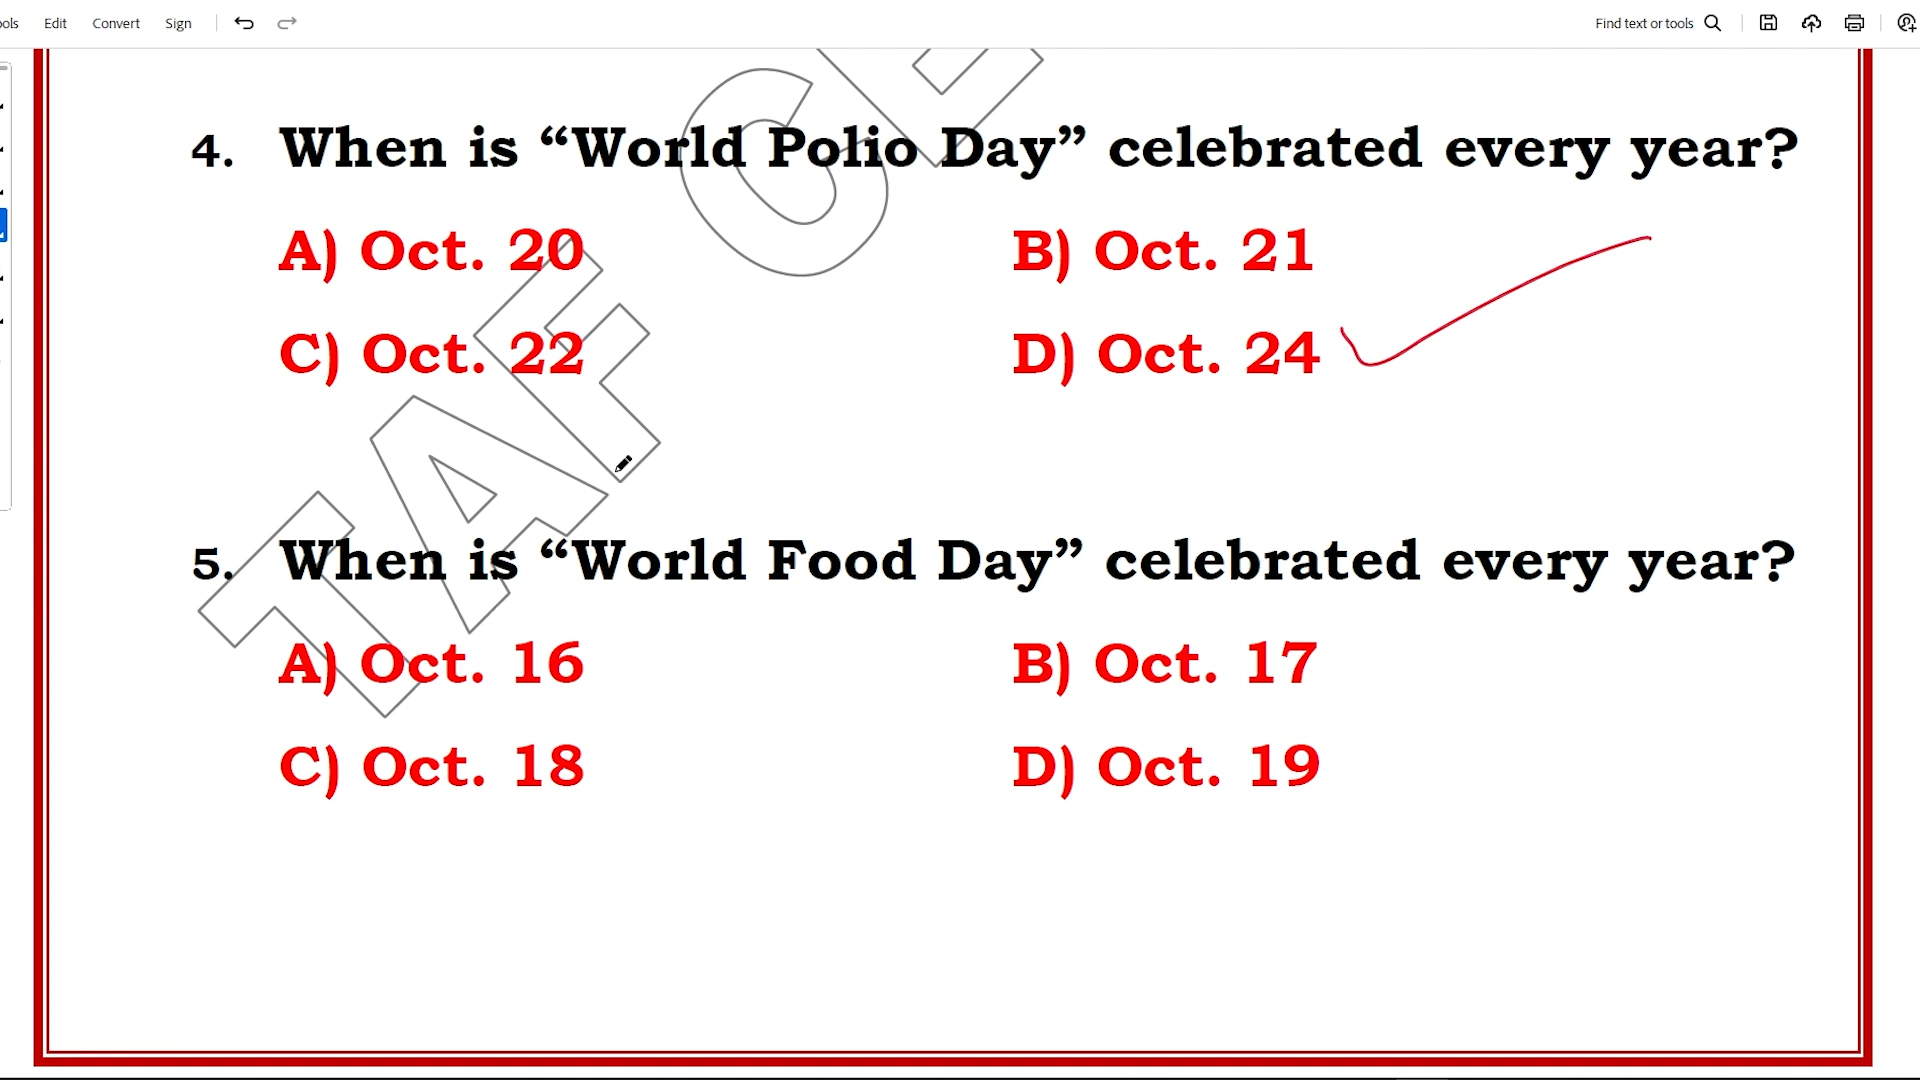 ols Edit Convert Sign Find text or tools
4. When is “World Polio Day” celebrated every year?
A) Oct. 20 B) Oct. 21
C) Oct. 22 D) Oct. 24
5. When is “World Food Day” celebrated every year?
A) Oct. 16 B) Oct. 17
C) Oct. 18 D) Oct. 19